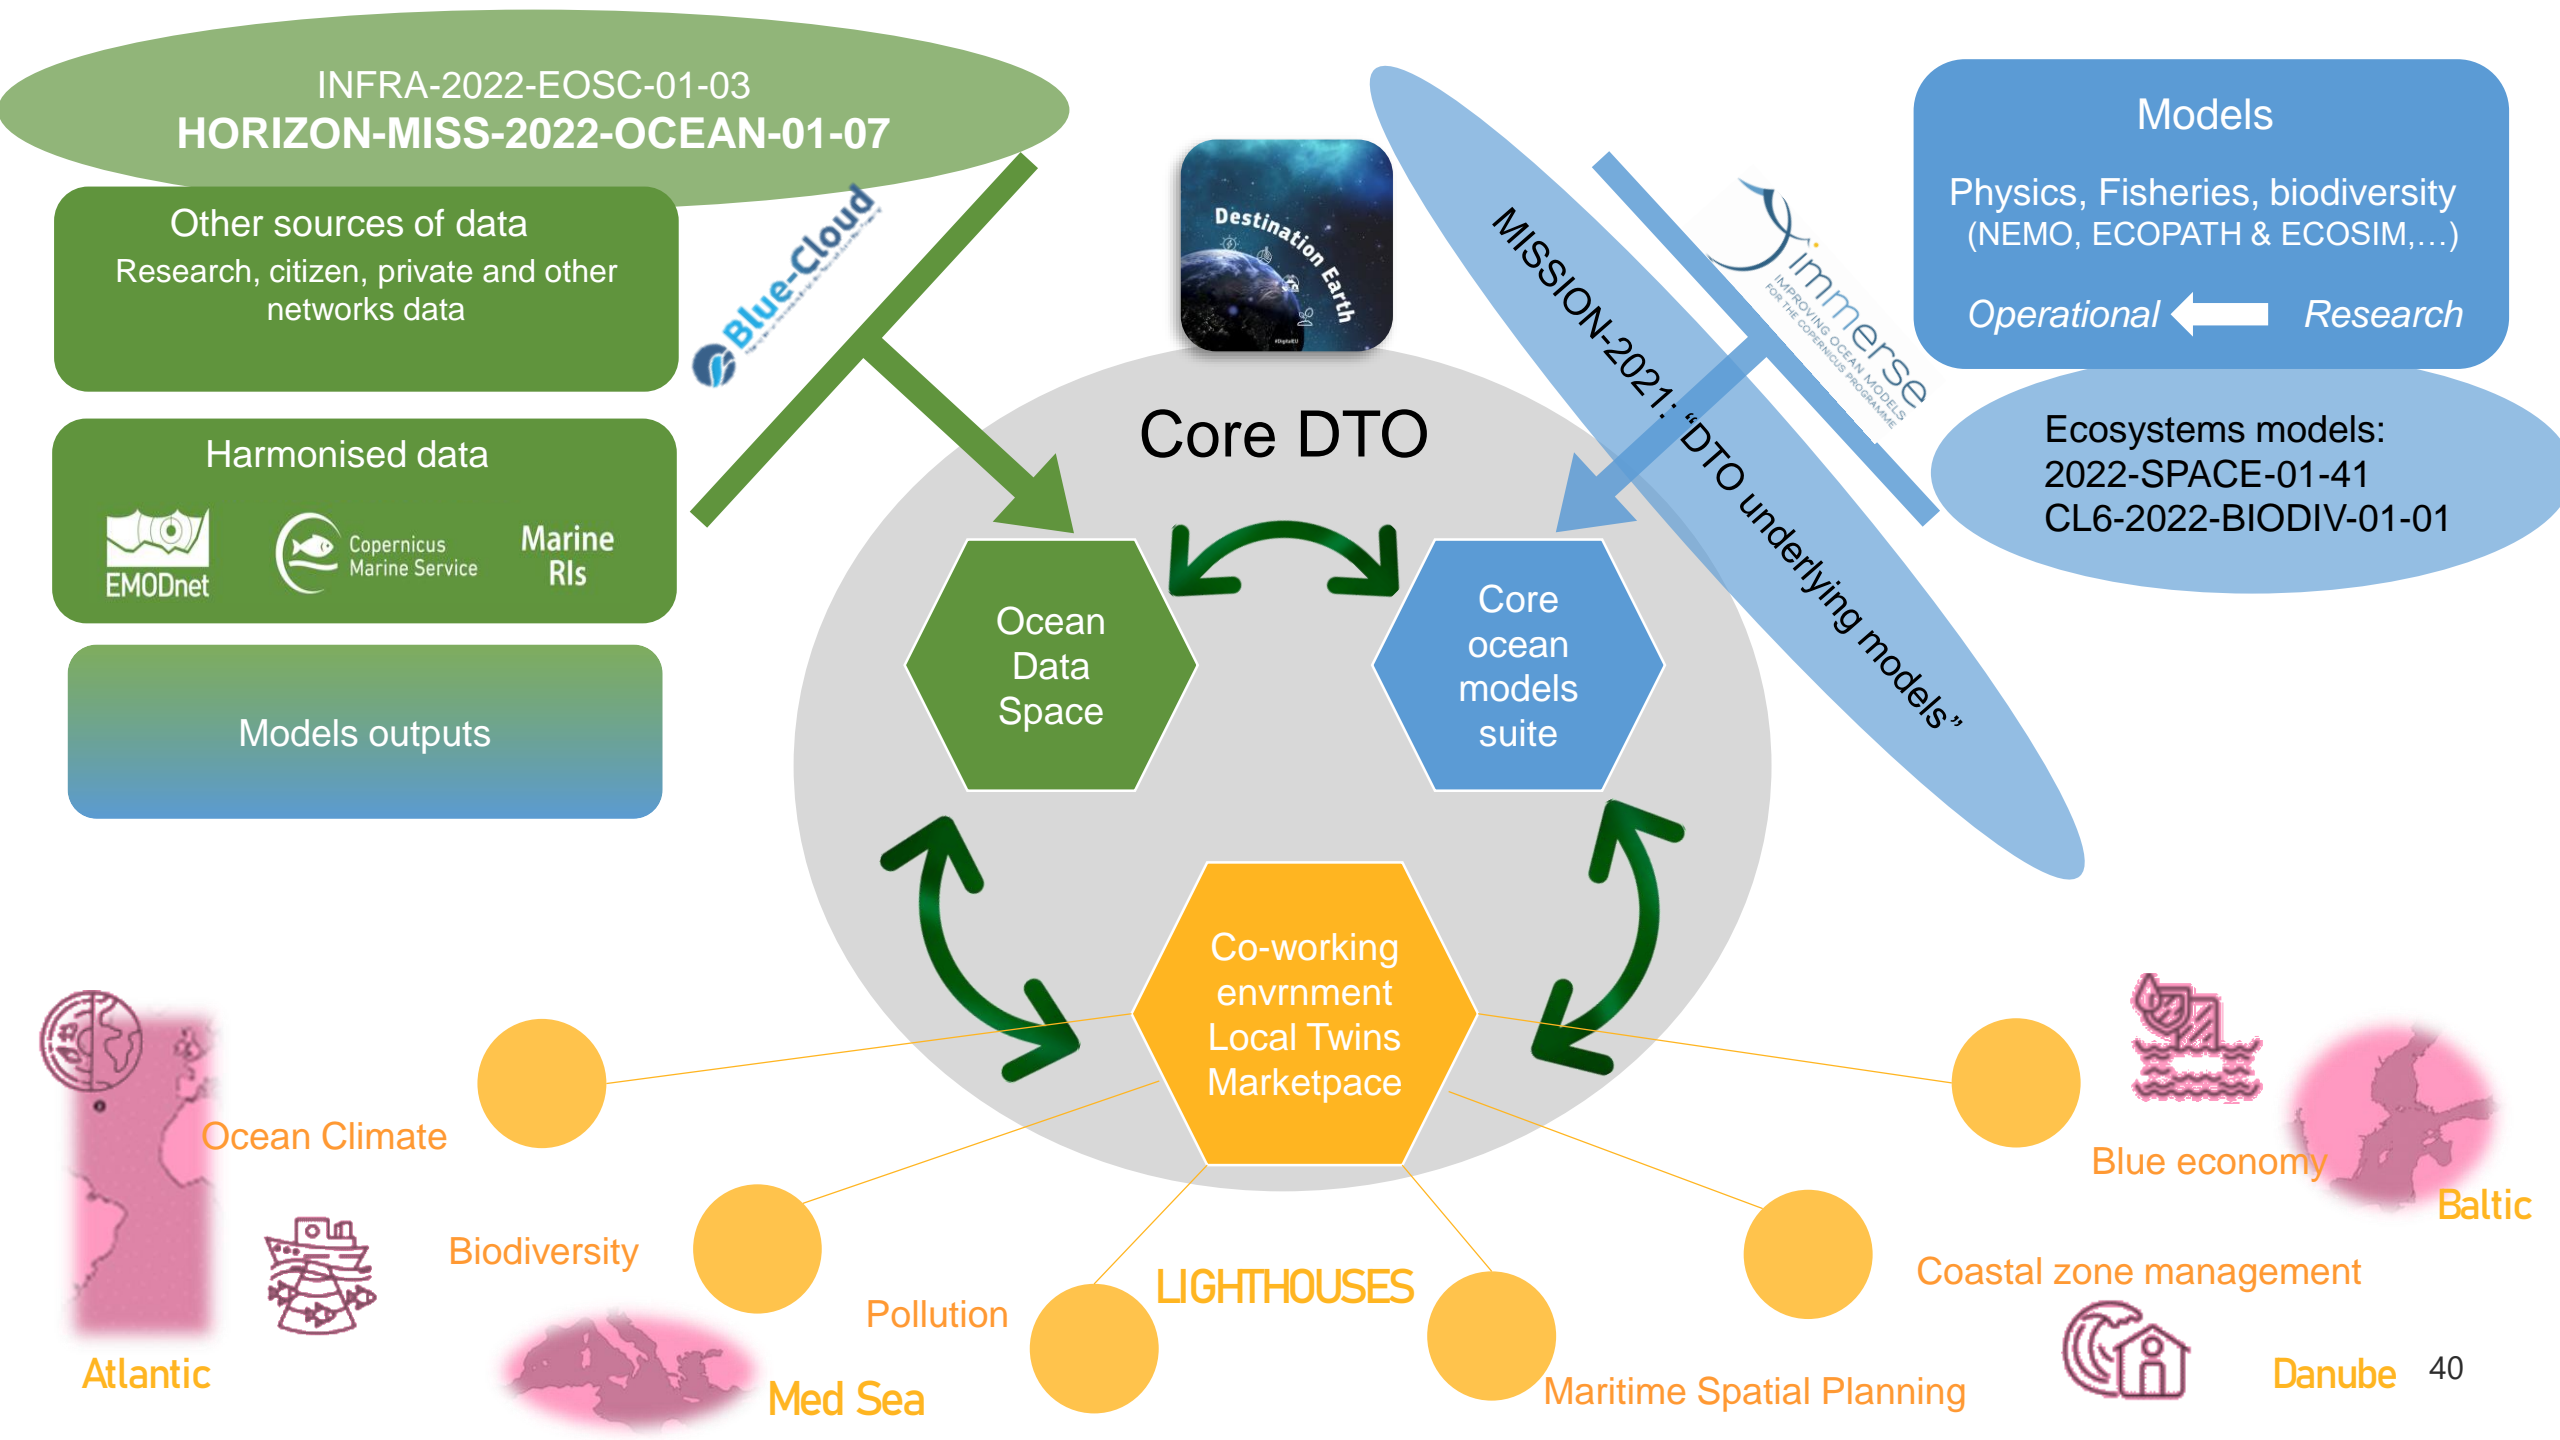 INFRA-2022-EOSC-01-03
HORIZON-MISS-2022-OCEAN-01-07
Other sources of data
Research, citizen, private and other
networks data
Blue-Cloud
Harmonised data
EMODnet
Copernicus
Marine Service
Marine
RIs
Models outputs
Destination Earth
#DigitalEU
Core DTO
Ocean
Data
Space
Core
ocean
models
suite
Co-working
envrnment
Local Twins
Marketpace
MISSION-2021: “DTO underlying models”
immerse
IMPROVING OCEAN MODELS
FOR THE COPERNICUS PROGRAMME
Models
Physics, Fisheries, biodiversity
(NEMO, ECOPATH & ECOSIM,…)
Operational
Research
Ecosystems models:
2022-SPACE-01-41
CL6-2022-BIODIV-01-01
Ocean Climate
Biodiversity
Pollution
LIGHTHOUSES
Maritime Spatial Planning
Coastal zone management
Blue economy
Atlantic
Med Sea
Baltic
Danube
40